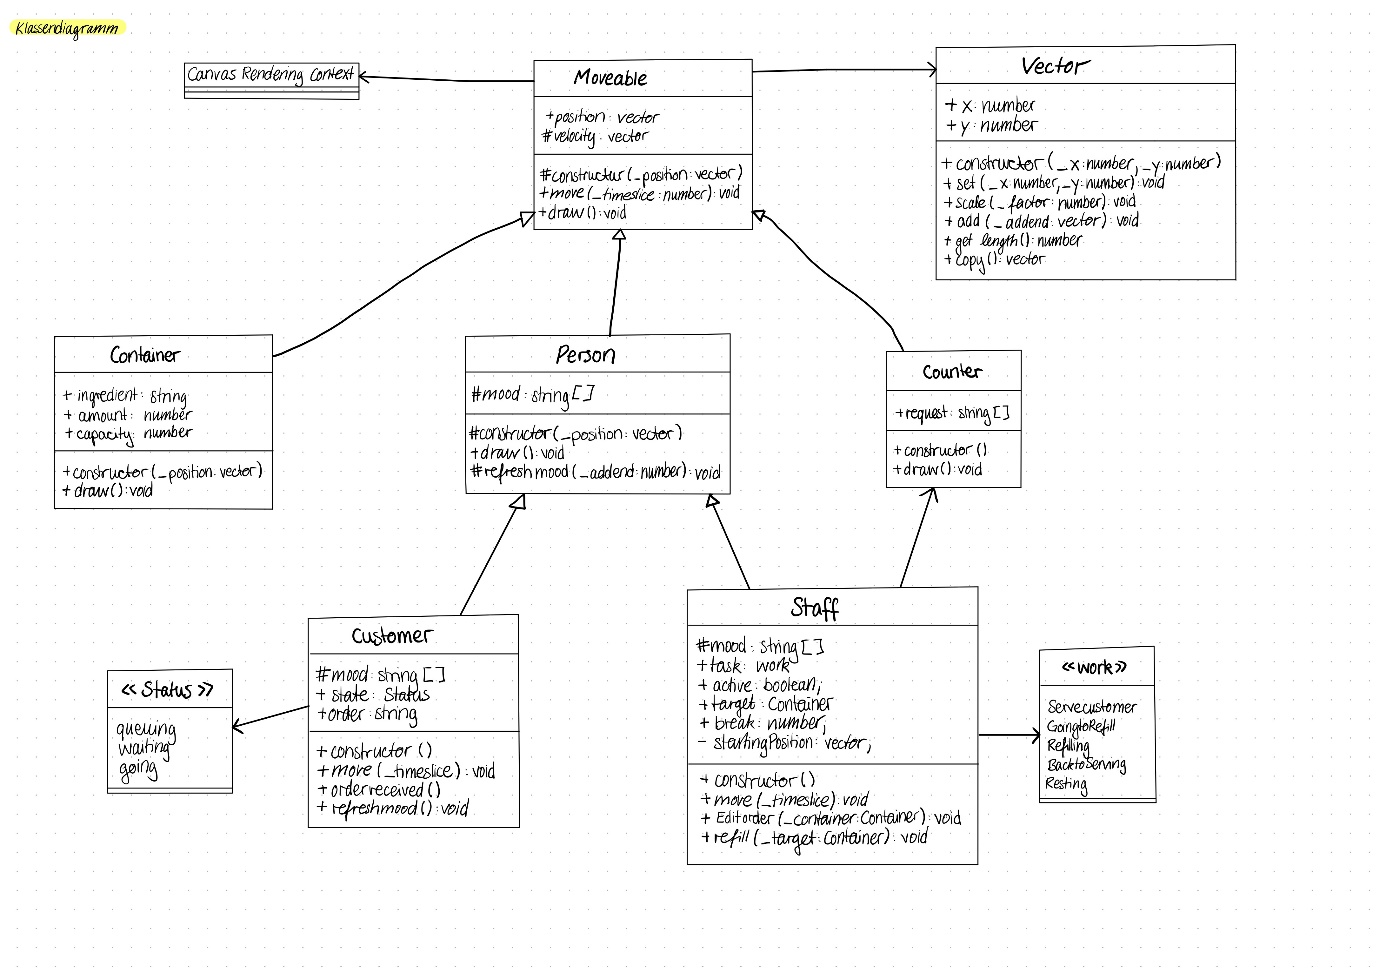 Klassendiagramm
Canvas Rendering Context
Moveable
+position: vector
#velocity: vector
#constructur(_position: vector)
+move(_timeslice: number): void
+draw(): void
Vector
+ x: number
+ y: number
+ constructor (_x:number, _y:number)
+ set (_x:number, _y:number): void
+ scale (_factor: number): void
+ add (_addend: vector): void
+ get length(): number
+ copy(): vector
Container
+ ingredient: string
+ amount: number
+ capacity: number
+constructor(_position: vector)
+ draw(): void
Person
#mood: string[]
#constructor(_position: vector)
+draw(): void
#refreshmood(_addend: number): void
Counter
+request: string[]
+constructor ()
+ draw(): void
Customer
#mood: string[]
+ state: Status
+order: string
+constructor ()
+move(_timeslice): void
+orderreceived()
+refreshmood(): void
<<Status>>
queuing
waiting
going
Staff
#mood: string[]
+task: work
+ active: boolean;
+target: Container
+ break: number;
- startingPosition: vector;
+ constructor()
+move(_timeslice): void
+ Editorder (_container: Container): void
+ refill (_target: Container): void
<<work>>
Servecustomer
GoingtoRefill
Refilling
BacktoServing
Resting